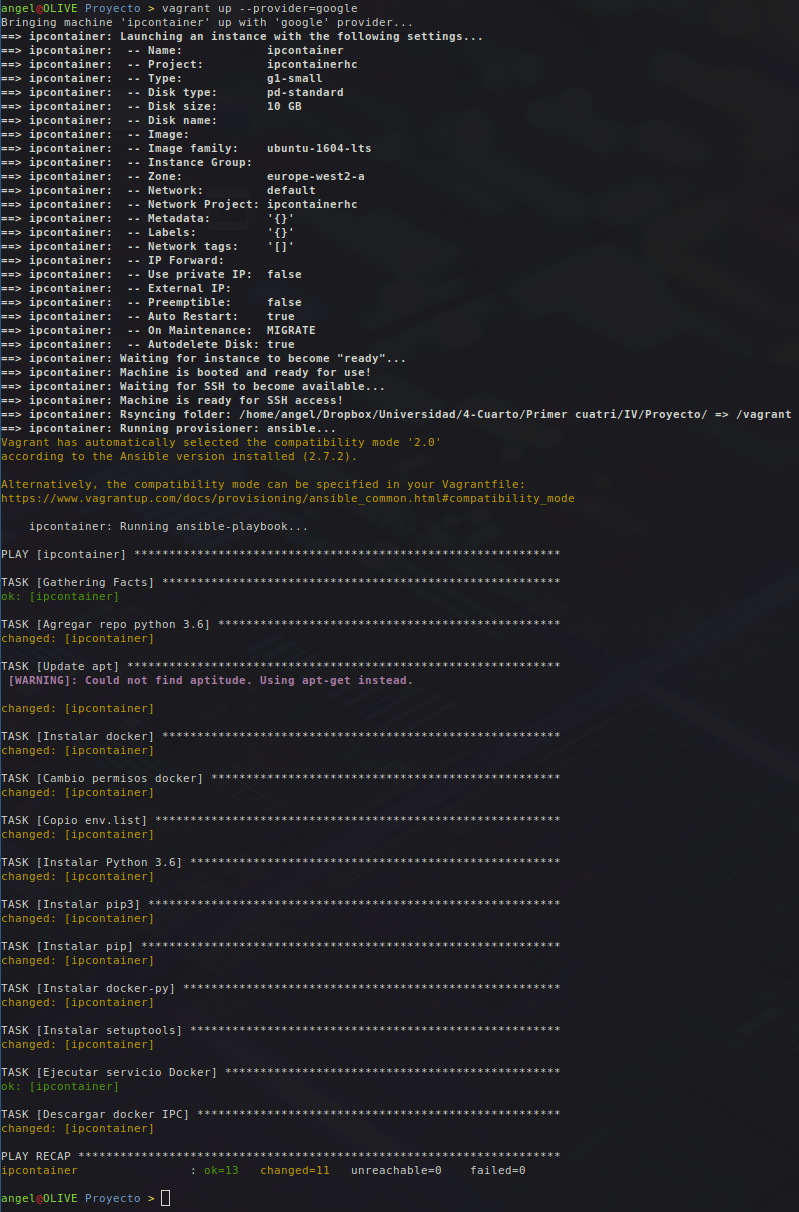 angel@OLIVE Proyecto > vagrant up --provider=google
Bringing machine 'ipcontainer' up with 'google' provider...
==> ipcontainer: Launching an instance with the following settings...
==> ipcontainer:  -- Name:            ipcontainer
==> ipcontainer:  -- Project:         ipcontainerhc
==> ipcontainer:  -- Type:            g1-small
==> ipcontainer:  -- Disk type:       pd-standard
==> ipcontainer:  -- Disk size:       10 GB
==> ipcontainer:  -- Disk name:
==> ipcontainer:  -- Image:
==> ipcontainer:  -- Image family:    ubuntu-1604-lts
==> ipcontainer:  -- Instance Group:
==> ipcontainer:  -- Zone:            europe-west2-a
==> ipcontainer:  -- Network:         default
==> ipcontainer:  -- Network Project: ipcontainerhc
==> ipcontainer:  -- Metadata:        '{}'
==> ipcontainer:  -- Labels:          '{}'
==> ipcontainer:  -- Network tags:    '[]'
==> ipcontainer:  -- IP Forward:
==> ipcontainer:  -- Use private IP:  false
==> ipcontainer:  -- External IP:
==> ipcontainer:  -- Preemptible:     false
==> ipcontainer:  -- Auto Restart:    true
==> ipcontainer:  -- On Maintenance:  MIGRATE
==> ipcontainer:  -- Autodelete Disk: true
==> ipcontainer: Waiting for instance to become "ready"...
==> ipcontainer: Machine is booted and ready for use!
==> ipcontainer: Waiting for SSH to become available...
==> ipcontainer: Machine is ready for SSH access!
==> ipcontainer: Rsyncing folder: /home/angel/Dropbox/Universidad/4-Cuarto/Primer cuatri/IV/Proyecto/ => /vagrant
==> ipcontainer: Running provisioner: ansible...
Vagrant has automatically selected the compatibility mode '2.0'
according to the Ansible version installed (2.7.2).

Alternatively, the compatibility mode can be specified in your Vagrantfile:
https://www.vagrantup.com/docs/provisioning/ansible_common.html#compatibility_mode

    ipcontainer: Running ansible-playbook...

PLAY [ipcontainer] *************************************************************

TASK [Gathering Facts] *********************************************************
ok: [ipcontainer]

TASK [Agregar repo python 3.6] *************************************************
changed: [ipcontainer]

TASK [Update apt] **************************************************************
 [WARNING]: Could not find aptitude. Using apt-get instead.

changed: [ipcontainer]

TASK [Instalar docker] *********************************************************
changed: [ipcontainer]

TASK [Cambio permisos docker] **************************************************
changed: [ipcontainer]

TASK [Copio env.list] **********************************************************
changed: [ipcontainer]

TASK [Instalar Python 3.6] *****************************************************
changed: [ipcontainer]

TASK [Instalar pip3] ***********************************************************
changed: [ipcontainer]

TASK [Instalar pip] ************************************************************
changed: [ipcontainer]

TASK [Instalar docker-py] ******************************************************
changed: [ipcontainer]

TASK [Instalar setuptools] *****************************************************
changed: [ipcontainer]

TASK [Ejecutar servicio Docker] ************************************************
ok: [ipcontainer]

TASK [Descargar docker IPC] ****************************************************
changed: [ipcontainer]

PLAY RECAP *********************************************************************
ipcontainer                : ok=13   changed=11   unreachable=0    failed=0

angel@OLIVE Proyecto >